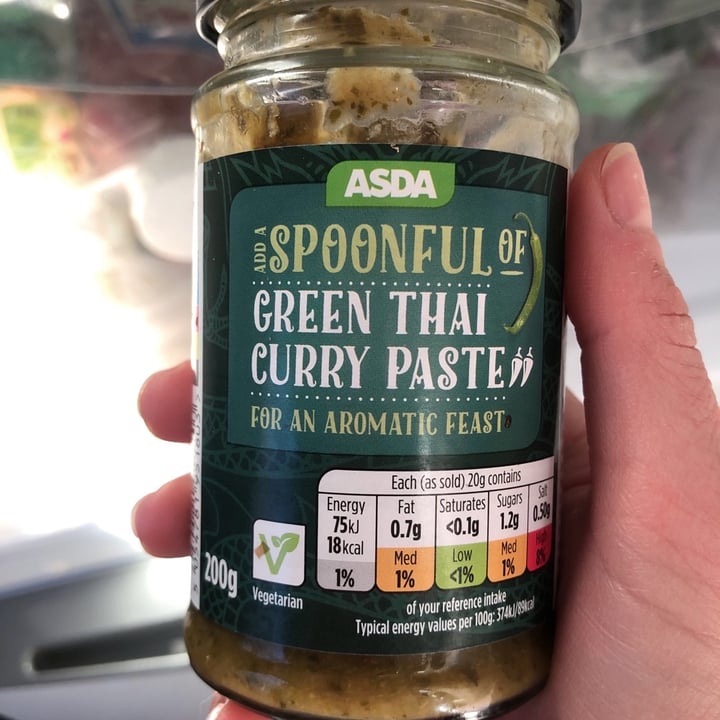 ASDA
ADD A SPOONFUL OF
GREEN THAI
CURRY PASTE
FOR AN AROMATIC FEAST
Each (as sold) 20g contains
Energy Fat Saturates Sugars Salt
75kJ 0.7g <0.1g 1.2g 0.50g
18kcal
Med Low Med High
1% 1% <1% 1% 8%
of your reference intake
Typical energy values per 100g: 374kJ/89kcal
200g
Vegetarian